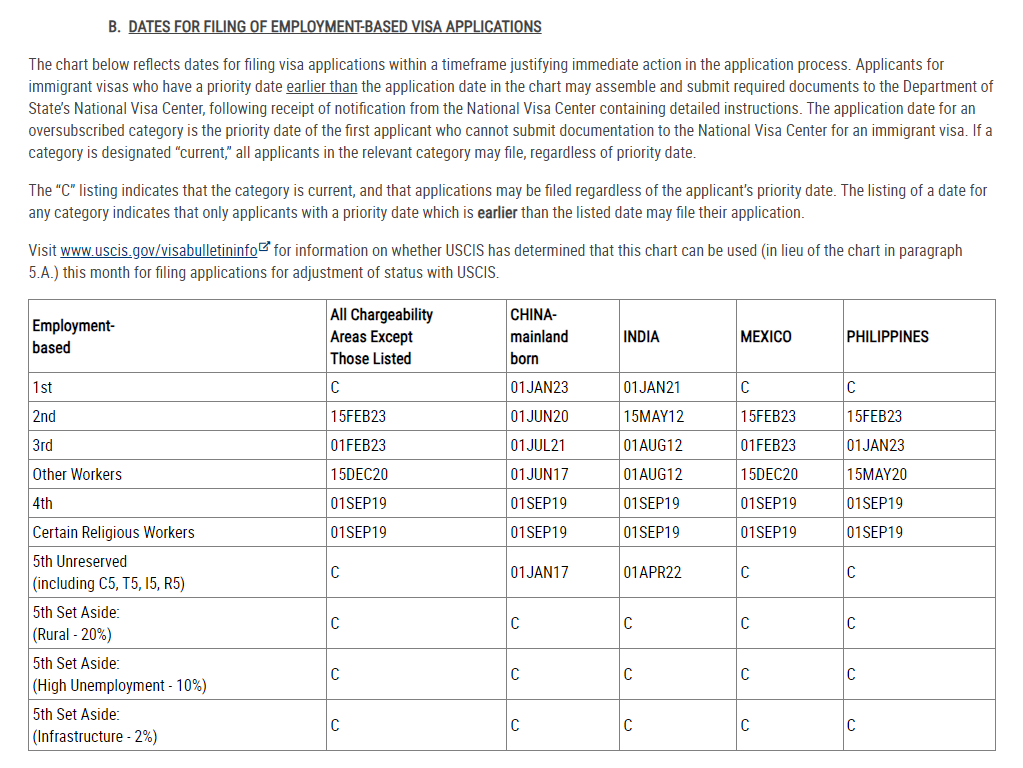 B. DATES FOR FILING OF EMPLOYMENT-BASED VISA APPLICATIONS
The chart below reflects dates for filing visa applications within a timeframe justifying immediate action in the application process. Applicants for
immigrant visas who have a priority date earlier than the application date in the chart may assemble and submit required documents to the Department of
State's National Visa Center, following receipt of notification from the National Visa Center containing detailed instructions. The application date for an
oversubscribed category is the priority date of the first applicant who cannot submit documentation to the National Visa Center for an immigrant visa. If a
category is designated “current,” all applicants in the relevant category may file, regardless of priority date.
The “C” listing indicates that the category is current, and that applications may be filed regardless of the applicant's priority date. The listing of a date for
any category indicates that only applicants with a priority date which is earlier than the listed date may file their application.
Visit www.uscis.gov/visabulletininfo for information on whether USCIS has determined that this chart can be used (in lieu of the chart in paragraph
5.A.) this month for filing applications for adjustment of status with USCIS.
Employment-
based
All Chargeability
Areas Except
Those Listed
CHINA-
mainland
born
INDIA
MEXICO
PHILIPPINES
1st C 01JAN23 01JAN21 C C
2nd 15FEB23 01JUN20 15MAY12 15FEB23 15FEB23
3rd 01FEB23 01JUL21 01AUG12 01FEB23 01JAN23
Other Workers 15DEC20 01JUN17 01AUG12 15DEC20 15MAY20
4th 01SEP19 01SEP19 01SEP19 01SEP19 01SEP19
Certain Religious Workers 01SEP19 01SEP19 01SEP19 01SEP19 01SEP19
5th Unreserved
(including C5, T5, I5, R5)
C 01JAN17 01APR22 C C
5th Set Aside:
(Rural - 20%)
C C C C C
5th Set Aside:
(High Unemployment - 10%)
C C C C C
5th Set Aside:
(Infrastructure - 2%)
C C C C C